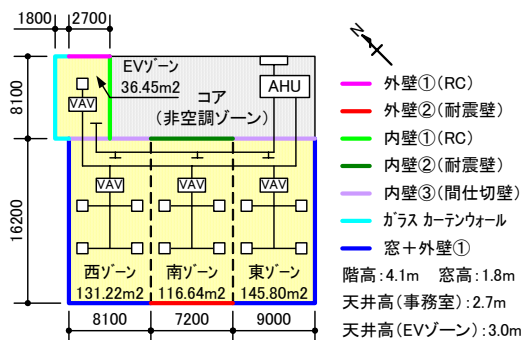 1800 2700
8100
16200
EVゾーン
36.45m2
コア
(非空調ゾーン)
AHU
VAV
VAV
VAV
VAV
西ゾーン
131.22m2
南ゾーン
116.64m2
東ゾーン
145.80m2
8100 7200 9000
N
外壁①(RC)
外壁②(耐震壁)
内壁①(RC)
内壁②(耐震壁)
内壁③(間仕切壁)
ガラス カーテンウォール
窓+外壁①
階高:4.1m 窓高:1.8m
天井高(事務室):2.7m
天井高(EVゾーン):3.0m